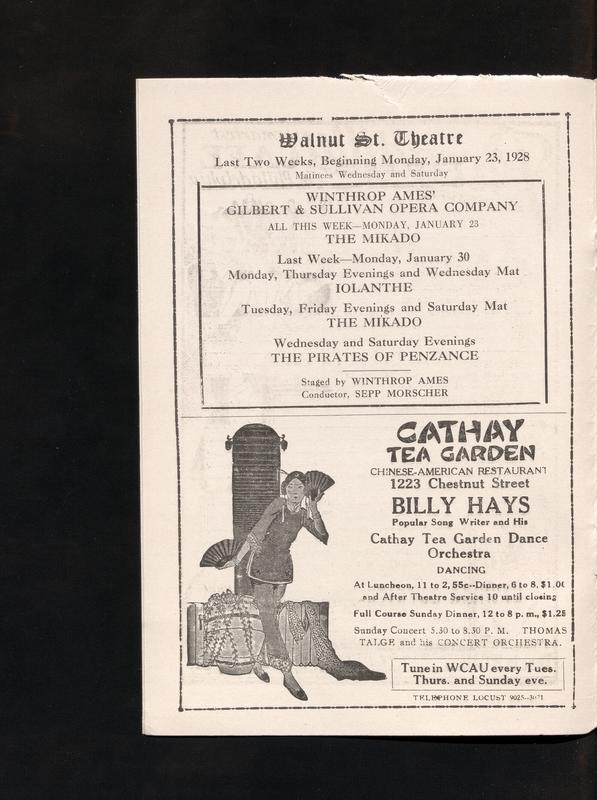 Walnut St. Theatre
Last Two Weeks, Beginning Monday, January 23, 1928
Matinees Wednesday and Saturday
WINTHROP AMES'
GILBERT & SULLIVAN OPERA COMPANY
ALL THIS WEEK—MONDAY, JANUARY 23
THE MIKADO
Last Week—Monday, January 30
Monday, Thursday Evenings and Wednesday Mat
IOLANTHE
Tuesday, Friday Evenings and Saturday Mat
THE MIKADO
Wednesday and Saturday Evenings
THE PIRATES OF PENZANCE
Staged by WINTHROP AMES
Conductor, SEPP MORSCHER
CATHAY
TEA GARDEN
CHINESE-AMERICAN RESTAURANT
1223 Chestnut Street
BILLY HAYS
Popular Song Writer and His
Cathay Tea Garden Dance
Orchestra
DANCING
At Luncheon, 11 to 2, 55c--Dinner, 6 to 8, $1.00
and After Theatre Service 10 until closing
Full Course Sunday Dinner, 12 to 8 p. m., $1.25
Sunday Concert 5.30 to 8.30 P. M. THOMAS
TALGE and his CONCERT ORCHESTRA.
Tune in WCAU every Tues.
Thurs. and Sunday eve.
TELEPHONE LOCUST 9025--3071